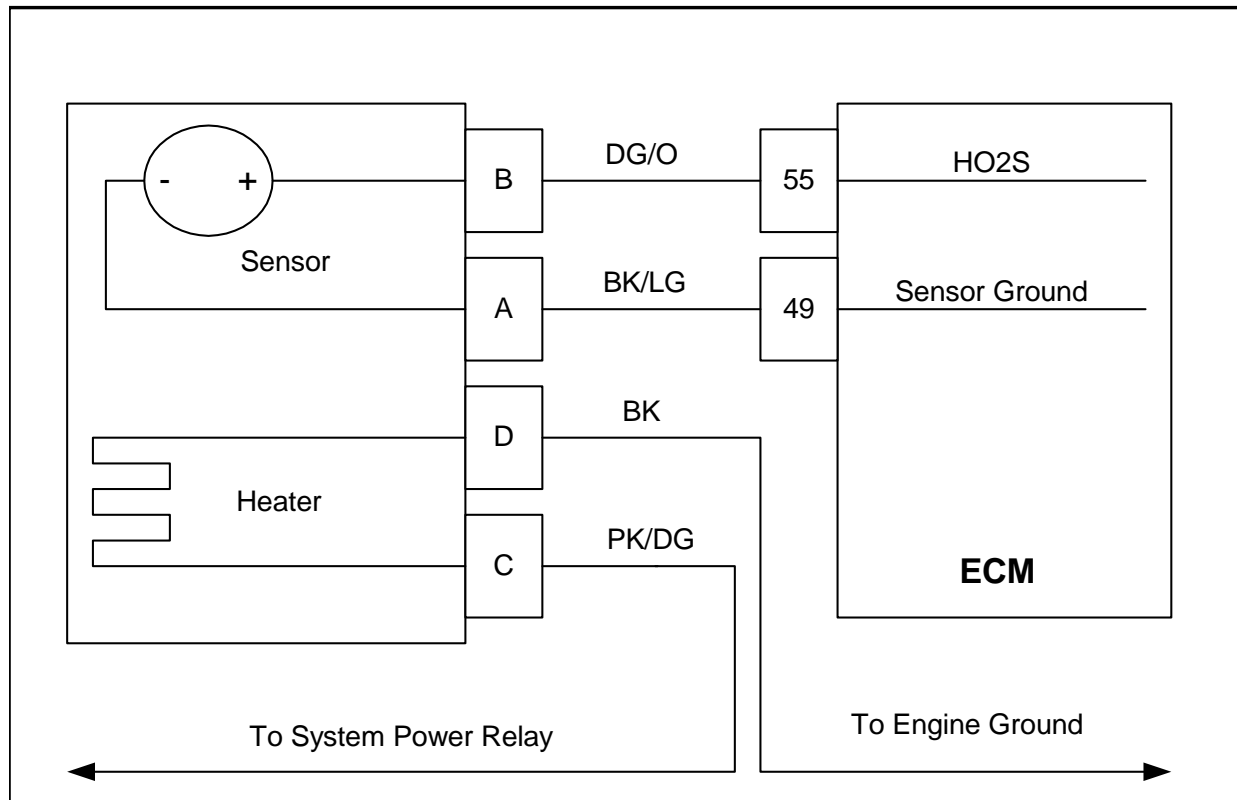 B
DG/O
55
HO2S
- +
Sensor
A
BK/LG
49
Sensor Ground
D
BK
Heater
C
PK/DG
ECM
To System Power Relay
To Engine Ground